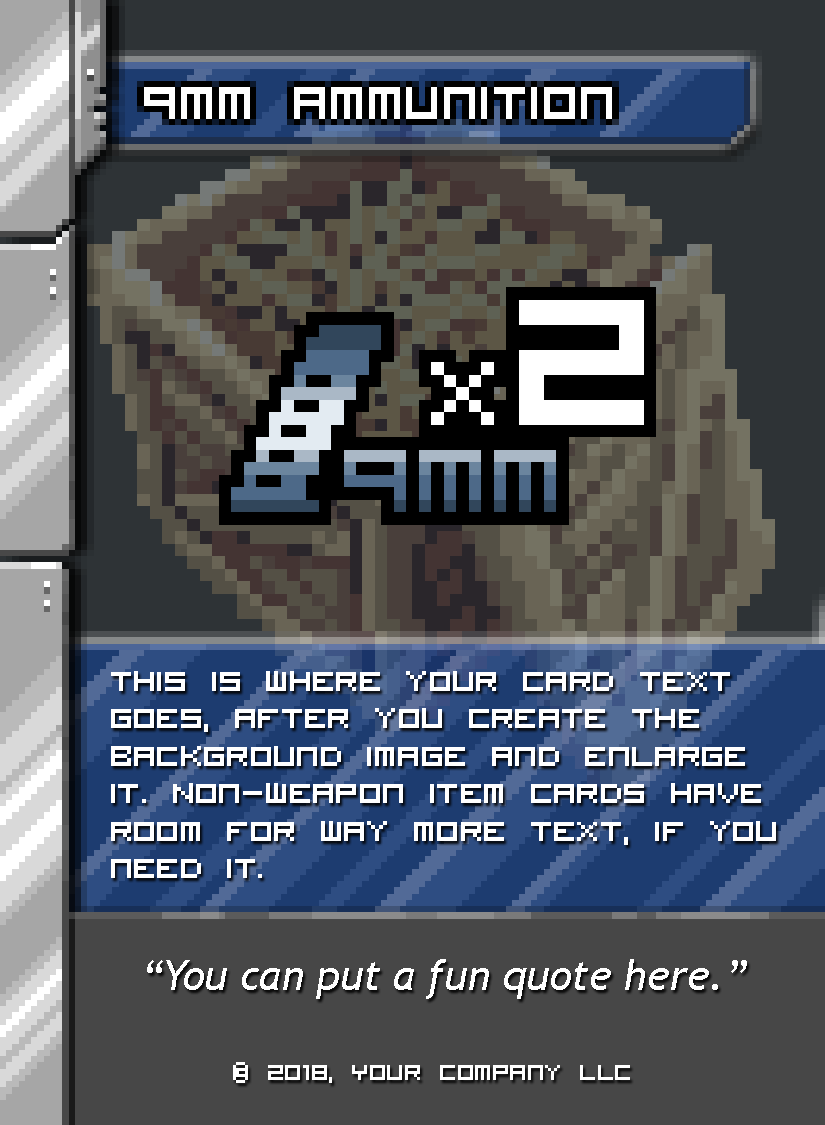 9MM AMMUNITION
x2
9mm
THIS IS WHERE YOUR CARD TEXT
GOES, AFTER YOU CREATE THE
BACKGROUND IMAGE AND ENLARGE
IT. NON-WEAPON ITEM CARDS HAVE
ROOM FOR WAY MORE TEXT, IF YOU
NEED IT.
“You can put a fun quote here.”
© 2018, YOUR COMPANY LLC